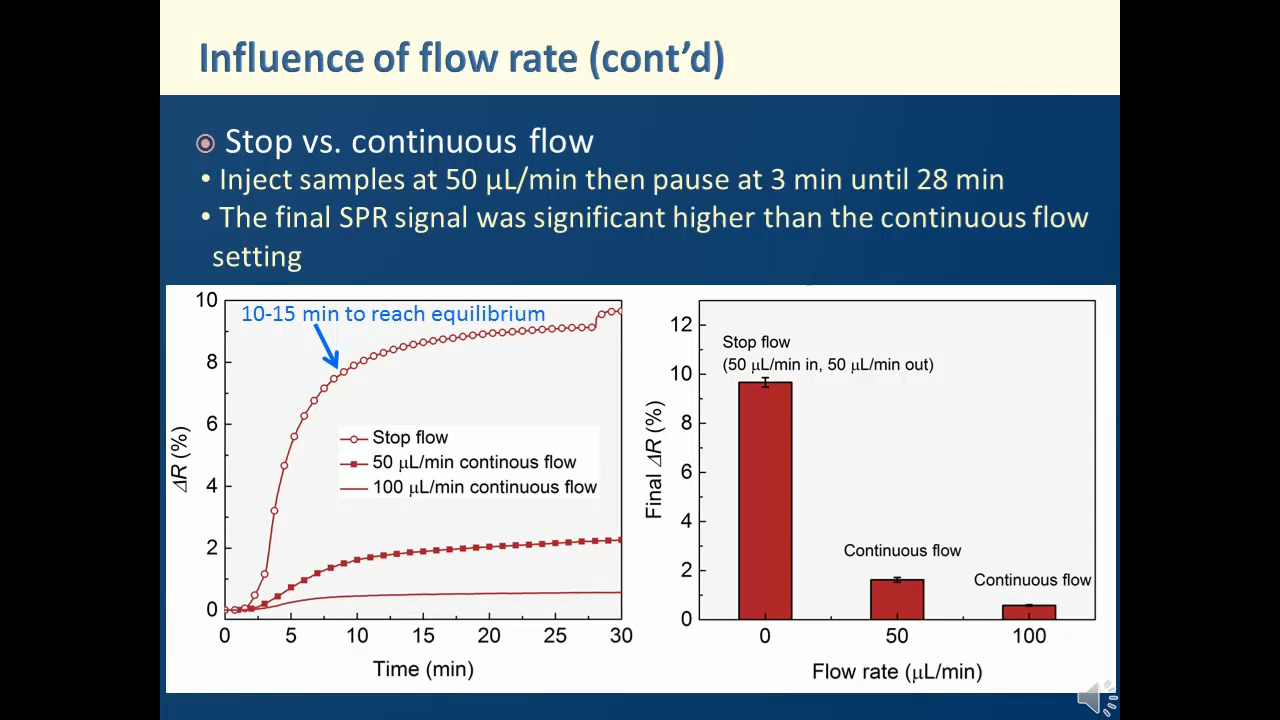 Influence of flow rate (cont’d)
Stop vs. continuous flow
• Inject samples at 50 µL/min then pause at 3 min until 28 min
• The final SPR signal was significant higher than the continuous flow
setting
10-15 min to reach equilibrium
10
8
6
4
2
0
ΔR (%)
Stop flow
50 µL/min continous flow
100 µL/min continuous flow
0 5 10 15 20 25 30
Time (min)
12
10
8
6
4
2
0
Final ΔR (%)
Stop flow
(50 µL/min in, 50 µL/min out)
Continuous flow
Continuous flow
0 50 100
Flow rate (µL/min)